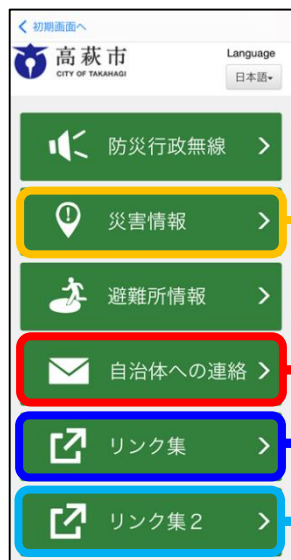 初期画面へ
高萩市
CITY OF TAKAHAGI
Language
日本語
防災行政無線
災害情報
避難所情報
自治体への連絡
リンク集
リンク集2